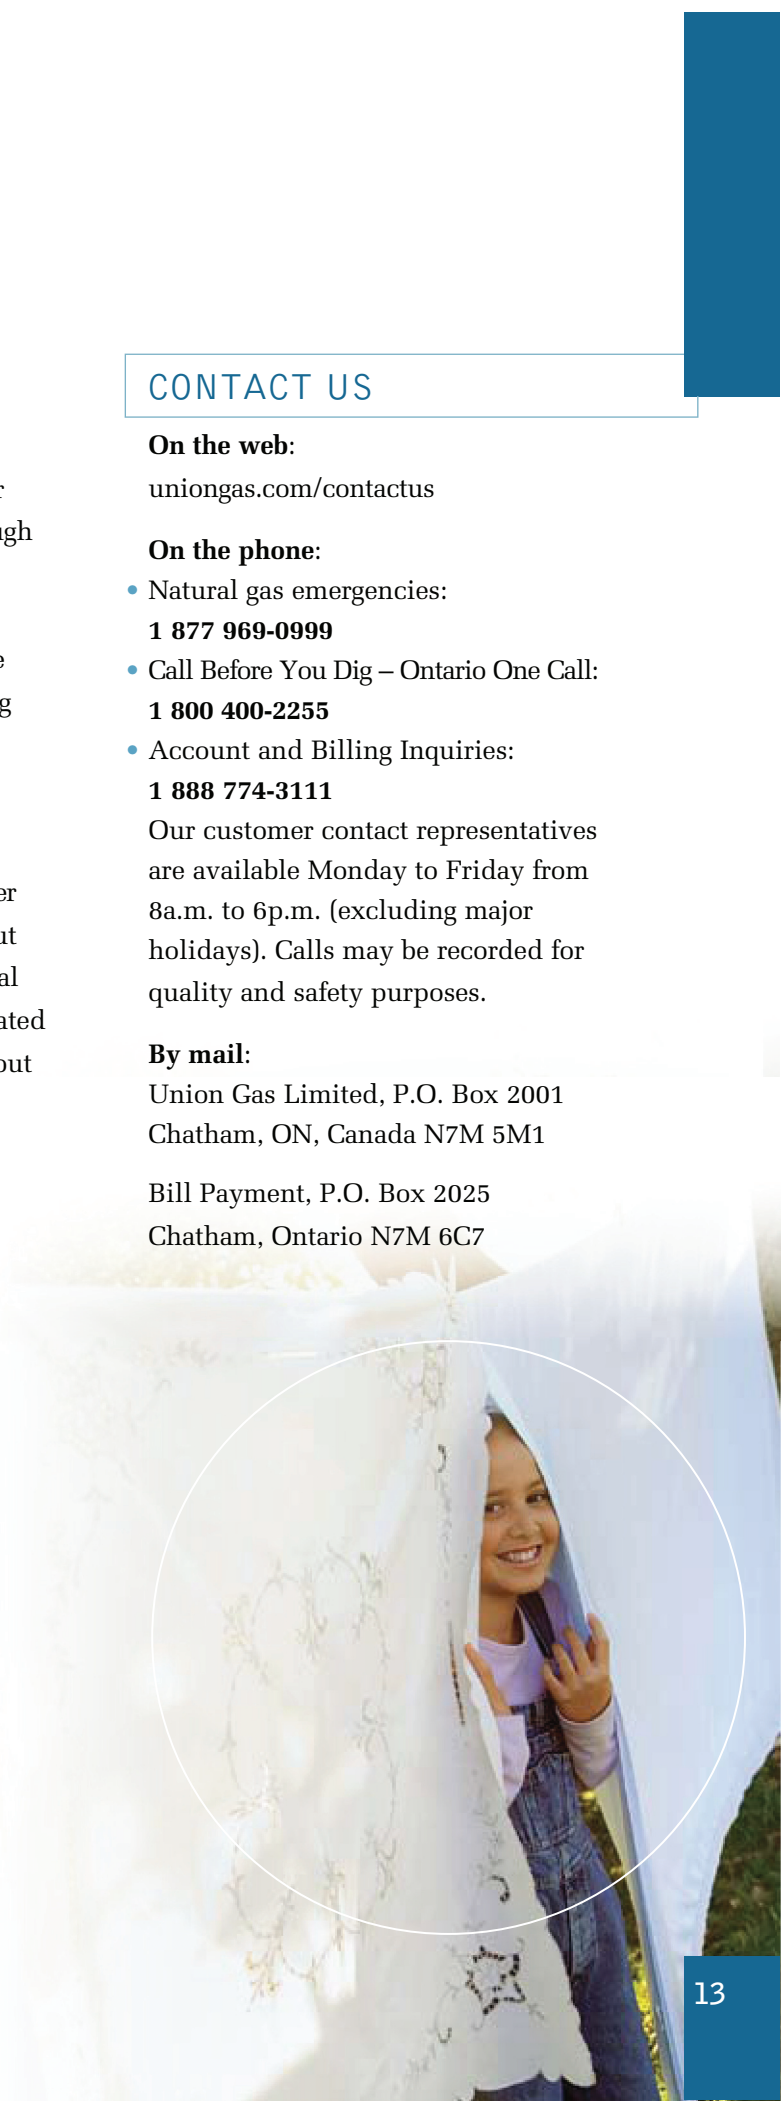 CONTACT US
On the web:
uniongas.com/contactus
On the phone:
• Natural gas emergencies:
1 877 969-0999
• Call Before You Dig – Ontario One Call:
1 800 400-2255
• Account and Billing Inquiries:
1 888 774-3111
Our customer contact representatives
are available Monday to Friday from
8a.m. to 6p.m. (excluding major
holidays). Calls may be recorded for
quality and safety purposes.
By mail:
Union Gas Limited, P.O. Box 2001
Chatham, ON, Canada N7M 5M1
Bill Payment, P.O. Box 2025
Chatham, Ontario N7M 6C7
13